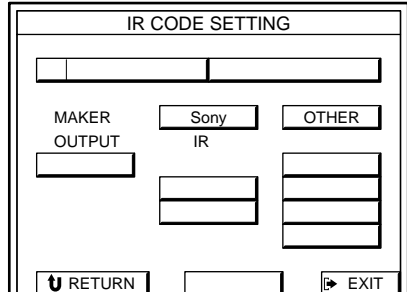 IR CODE SETTING
MAKER Sony OTHER
OUTPUT IR
RETURN EXIT